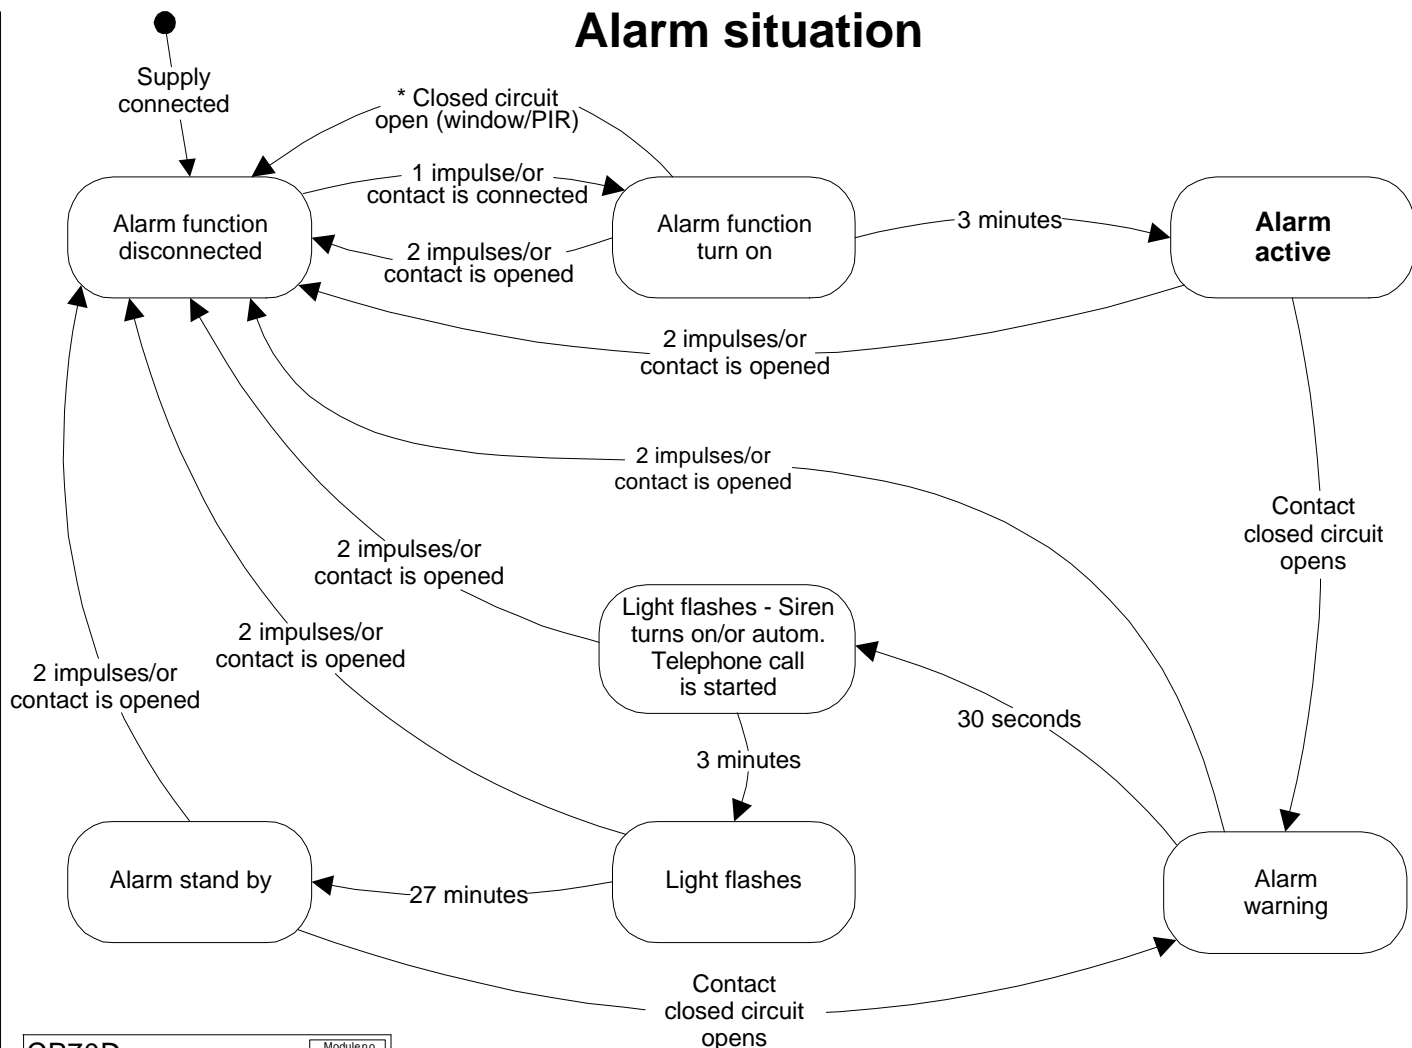 Alarm situation
Supply
connected
* Closed circuit
open (window/PIR)
1 impulse/or
contact is connected
Alarm function
disconnected
2 impulses/or
contact is opened
Alarm function
turn on
3 minutes
Alarm
active
2 impulses/or
contact is opened
2 impulses/or
contact is opened
Contact
closed circuit
opens
2 impulses/or
contact is opened
Light flashes - Siren
turns on/or autom.
Telephone call
is started
2 impulses/or
contact is opened
2 impulses/or
contact is opened
30 seconds
3 minutes
Alarm stand by
27 minutes
Light flashes
Alarm
warning
Contact
closed circuit
opens
Module no